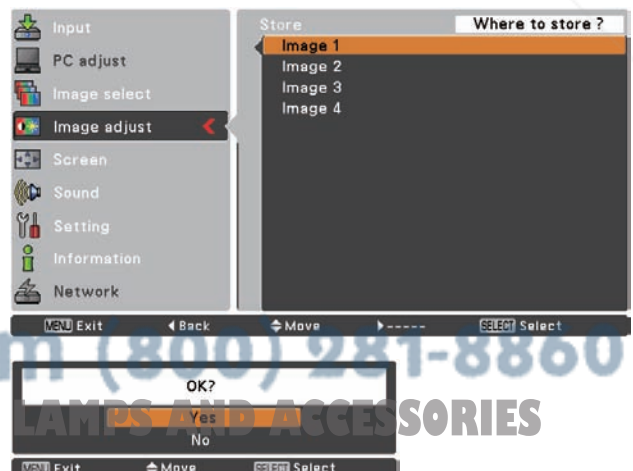 Input
PC adjust
Image select
Image adjust
Screen
Sound
Setting
Information
Network
Store
Where to store ?
Image 1
Image 2
Image 3
Image 4
MENU Exit Back Move ----- SELECT Select
m (800) 281-8860
OK?
Yes
No
LAMPS AND ACCESSORIES
MENU Exit Move SELECT Select